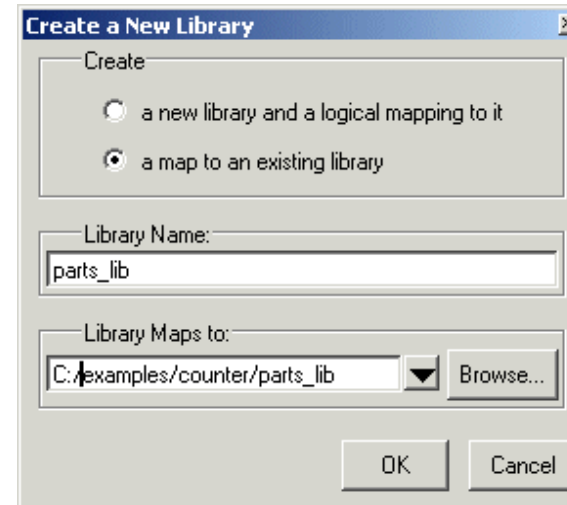 Create a New Library
Create
a new library and a logical mapping to it
a map to an existing library
Library Name:
parts_lib
Library Maps to:
C:/examples/counter/parts_lib
Browse...
OK
Cancel